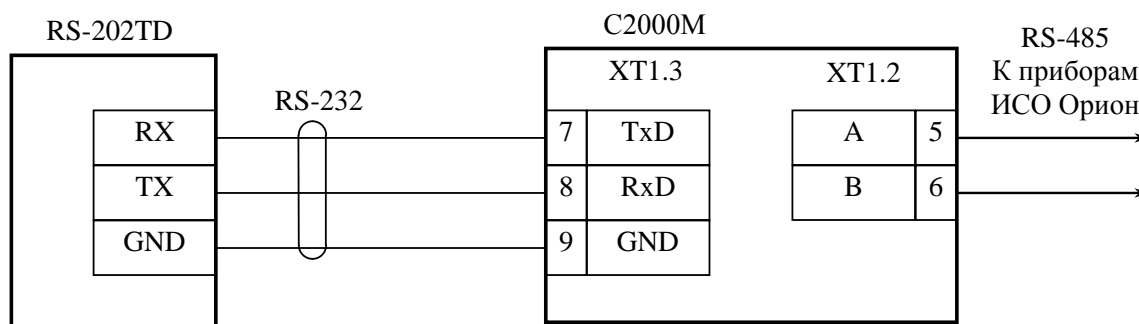 RS-202TD
RX
TX
GND
RS-232
C2000M
XT1.3
7 TxD
8 RxD
9 GND
XT1.2
A 5
B 6
RS-485
К приборам
ИСО Орион